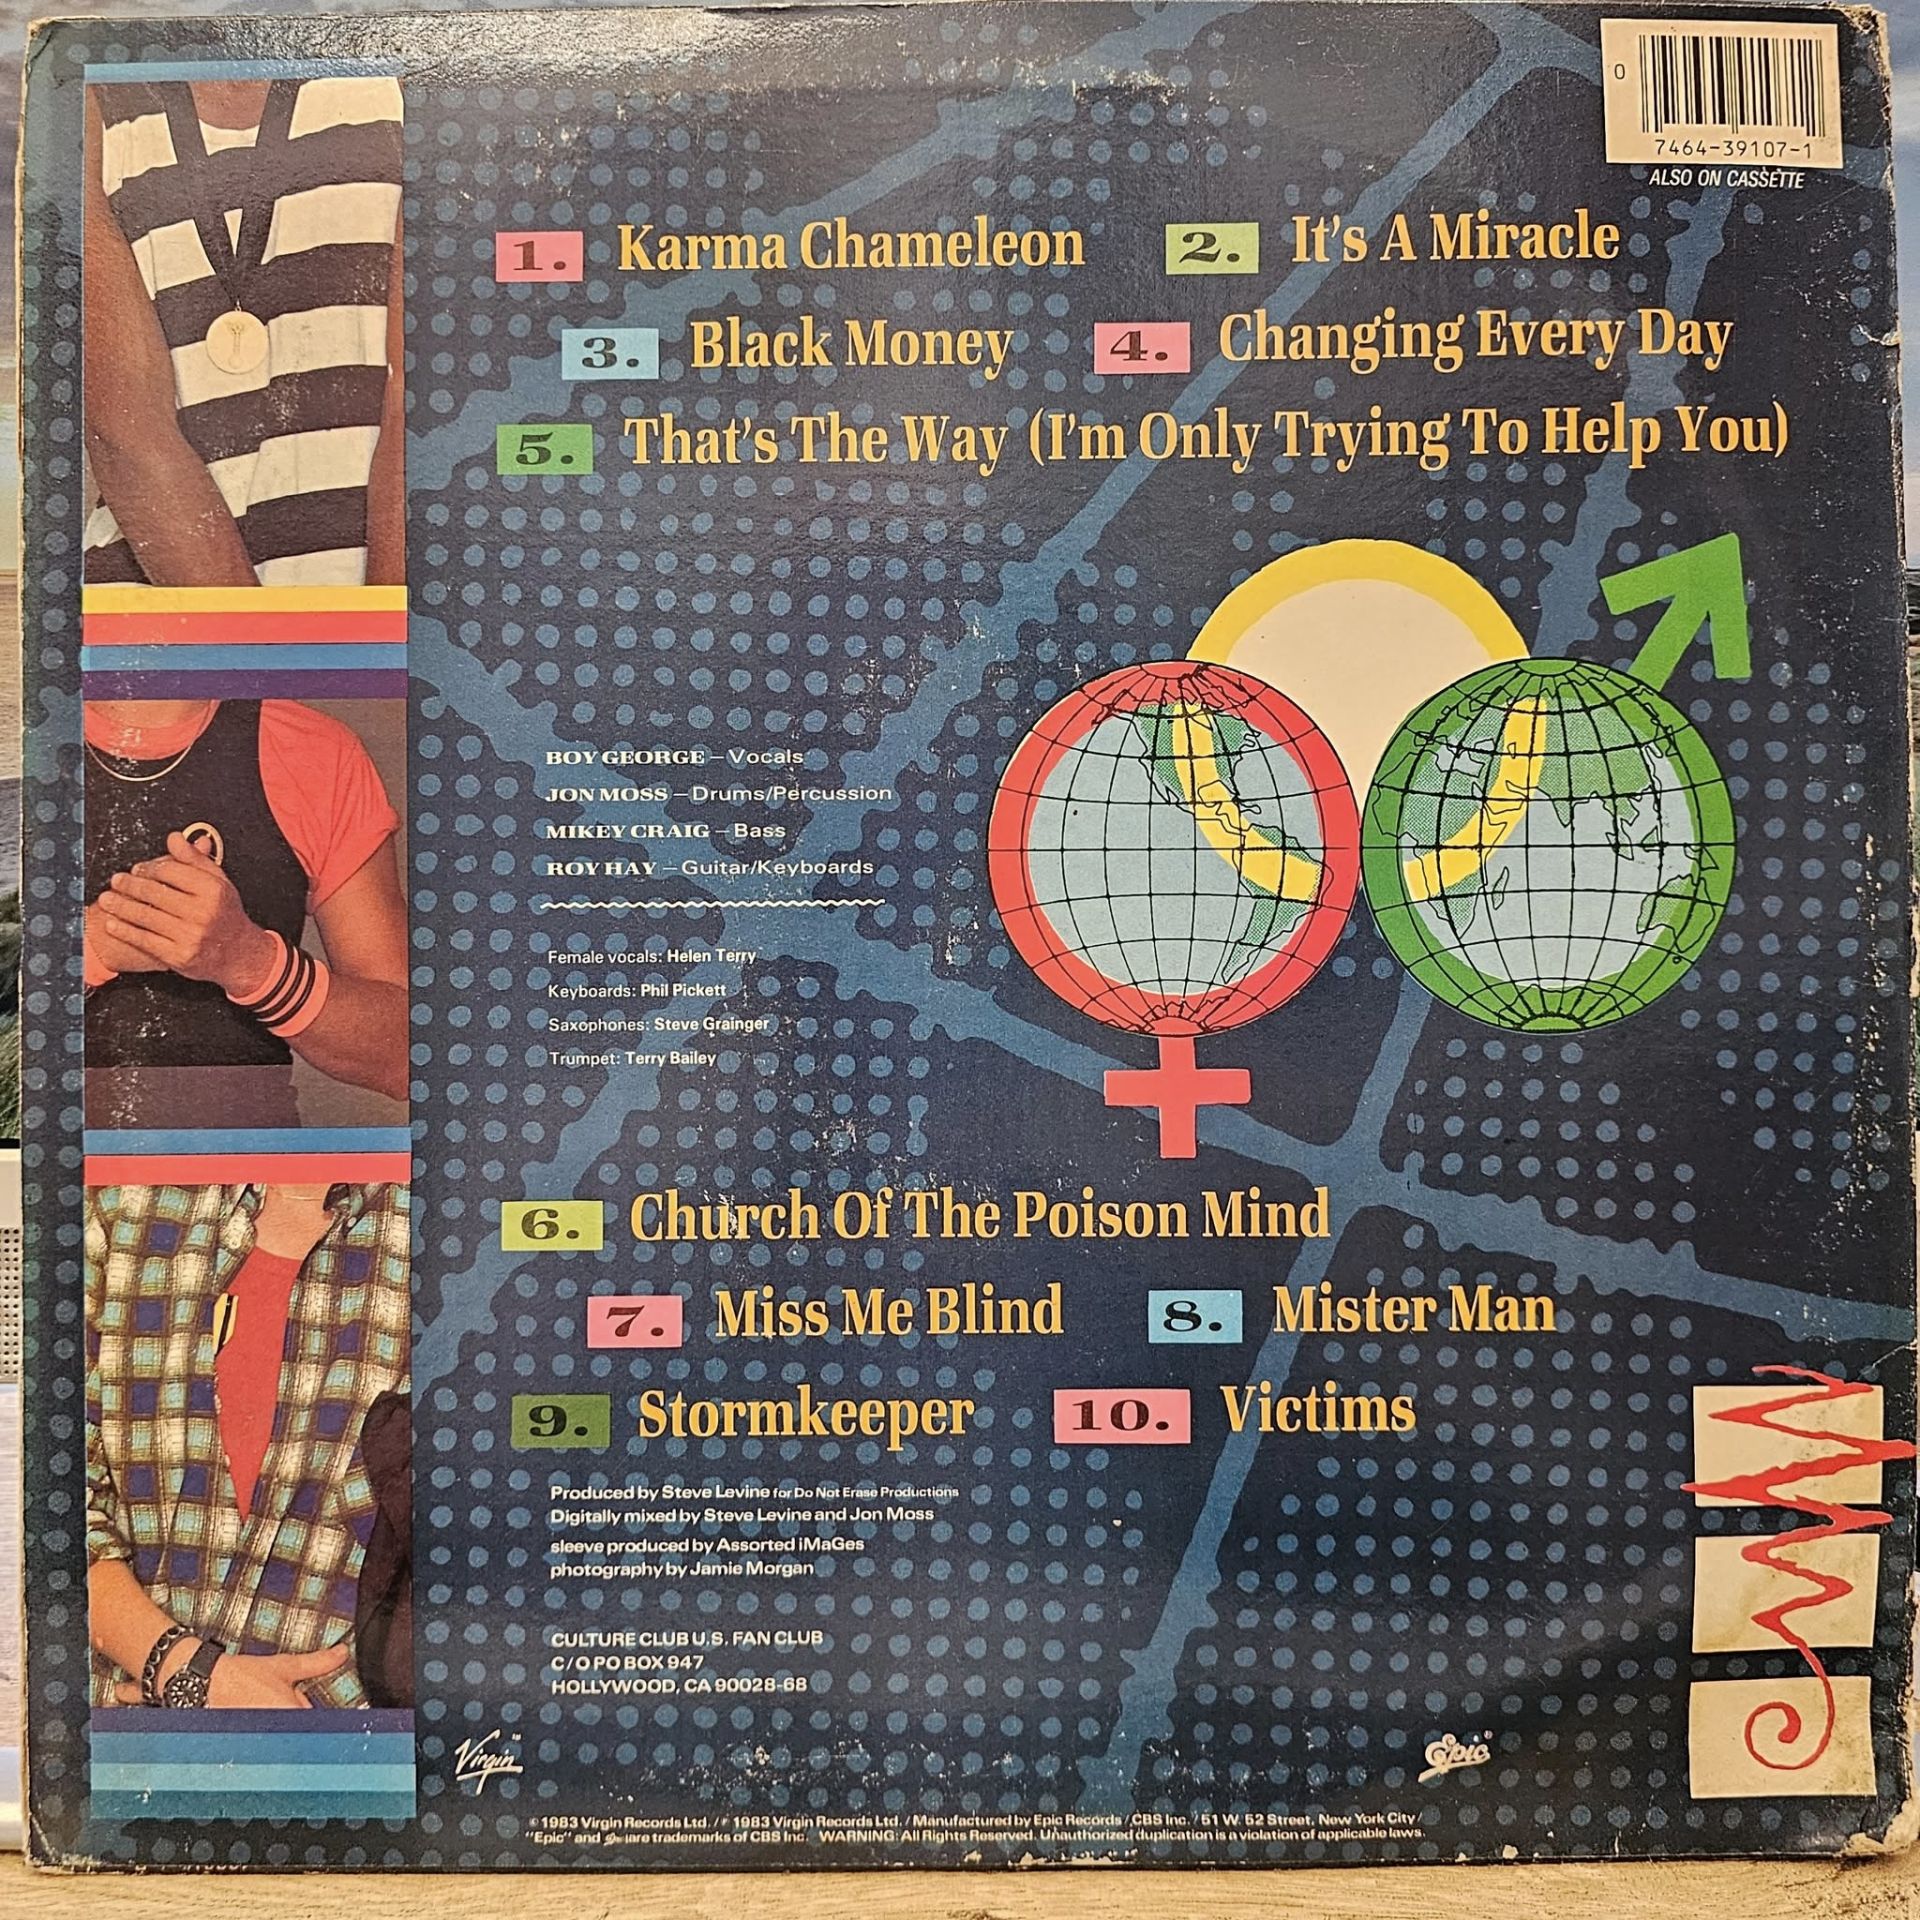 0
7464-39107-1
ALSO ON CASSETTE
1. Karma Chameleon 2. It's A Miracle
3. Black Money 4. Changing Every Day
5. That's The Way (I'm Only Trying To Help You)
BOY GEORGE – Vocals
JON MOSS – Drums/Percussion
MIKEY CRAIG – Bass
ROY HAY – Guitar/Keyboards
Female vocals: Helen Terry
Keyboards: Phil Pickett
Saxophones: Steve Grainger
Trumpet: Terry Bailey
6. Church Of The Poison Mind
7. Miss Me Blind 8. Mister Man
9. Stormkeeper 10. Victims
Produced by Steve Levine for Do Not Erase Productions
Digitally mixed by Steve Levine and Jon Moss
sleeve produced by Assorted iMaGes
photography by Jamie Morgan
CULTURE CLUB U.S. FAN CLUB
C/O PO BOX 947
HOLLYWOOD, CA 90028-68
Virgin™
Epic®
© 1983 Virgin Records Ltd. / ℗ 1983 Virgin Records Ltd. / Manufactured by Epic Records / CBS Inc. / 51 W. 52 Street, New York City /
"Epic" and are trademarks of CBS Inc. WARNING: All Rights Reserved. Unauthorized duplication is a violation of applicable laws.